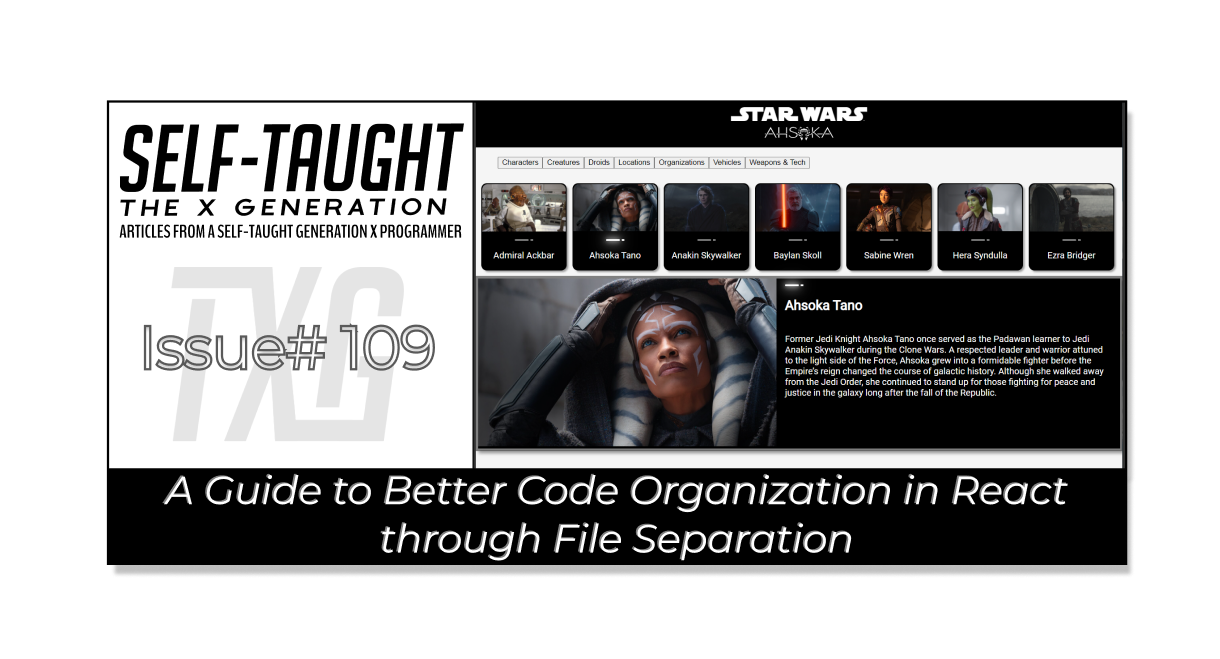 SELF-TAUGHT
THE X GENERATION
ARTICLES FROM A SELF-TAUGHT GENERATION X PROGRAMMER
TXG
Issue# 109
STAR WARS
AHSOKA
Characters Creatures Droids Locations Organizations Vehicles Weapons & Tech
Admiral Ackbar Ahsoka Tano Anakin Skywalker Baylan Skoll Sabine Wren Hera Syndulla Ezra Bridger
Ahsoka Tano
Former Jedi Knight Ahsoka Tano once served as the Padawan learner to Jedi
Anakin Skywalker during the Clone Wars. A respected leader and warrior attuned
to the light side of the Force, Ahsoka grew into a formidable fighter before the
Empire's reign changed the course of galactic history. Although she walked away
from the Jedi Order, she continued to stand up for those fighting for peace and
justice in the galaxy long after the fall of the Republic.
A Guide to Better Code Organization in React
through File Separation